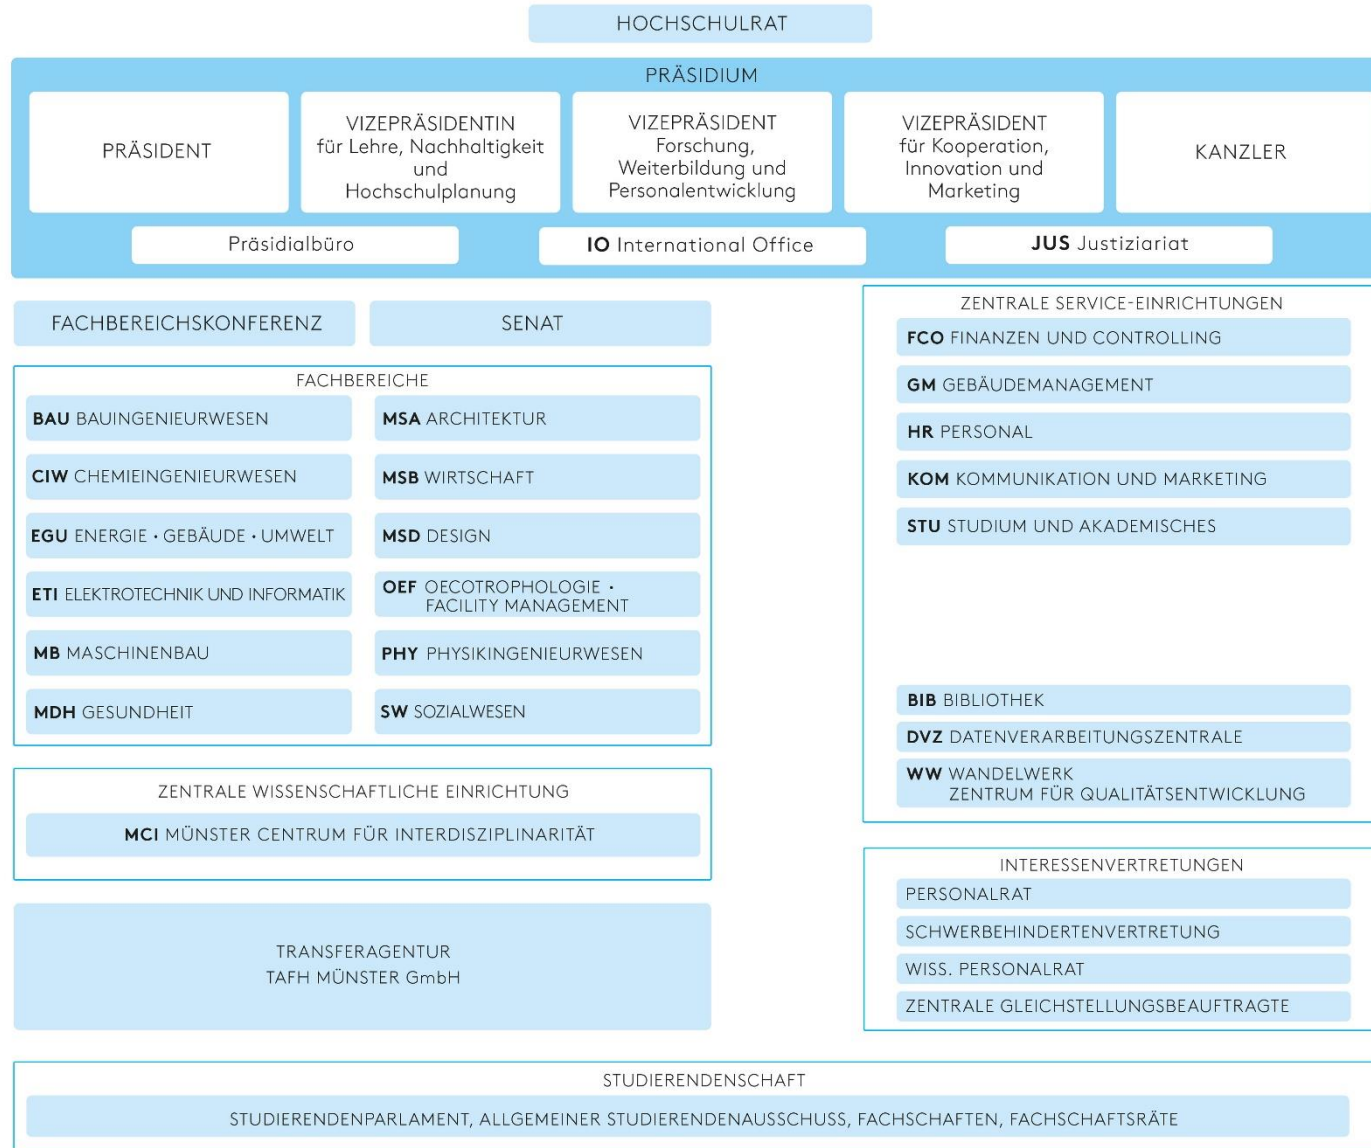 HOCHSCHULRAT
PRÄSIDIUM
PRÄSIDENT
VIZEPRÄSIDENTIN
für Lehre, Nachhaltigkeit
und
Hochschulplanung
VIZEPRÄSIDENT
Forschung,
Weiterbildung und
Personalentwicklung
VIZEPRÄSIDENT
für Kooperation,
Innovation und
Marketing
KANZLER
Präsidialbüro
IO International Office
JUS Justiziariat
FACHBEREICHSKONFERENZ
SENAT
FACHBEREICHE
BAU BAUINGENIEURWESEN
CIW CHEMIEINGENIEURWESEN
EGU ENERGIE · GEBÄUDE · UMWELT
ETI ELEKTROTECHNIK UND INFORMATIK
MB MASCHINENBAU
MDH GESUNDHEIT
MSA ARCHITEKTUR
MSB WIRTSCHAFT
MSD DESIGN
OEF OECOTROPHOLOGIE ·
FACILITY MANAGEMENT
PHY PHYSIKINGENIEURWESEN
SW SOZIALWESEN
ZENTRALE WISSENSCHAFTLICHE EINRICHTUNG
MCI MÜNSTER CENTRUM FÜR INTERDISZIPLINARITÄT
TRANSFERAGENTUR
TAFH MÜNSTER GmbH
ZENTRALE SERVICE-EINRICHTUNGEN
FCO FINANZEN UND CONTROLLING
GM GEBÄUDEMANAGEMENT
HR PERSONAL
KOM KOMMUNIKATION UND MARKETING
STU STUDIUM UND AKADEMISCHES
BIB BIBLIOTHEK
DVZ DATENVERARBEITUNGSZENTRALE
WW WANDELWERK
ZENTRUM FÜR QUALITÄTSENTWICKLUNG
INTERESSENVERTRETUNGEN
PERSONALRAT
SCHWERBEHINDERTENVERTRETUNG
WISS. PERSONALRAT
ZENTRALE GLEICHSTELLUNGSBEAUFTRAGTE
STUDIERENDENSCHAFT
STUDIERENDENPARLAMENT, ALLGEMEINER STUDIERENDENAUSSCHUSS, FACHSCHAFTEN, FACHSCHAFTSRÄTE